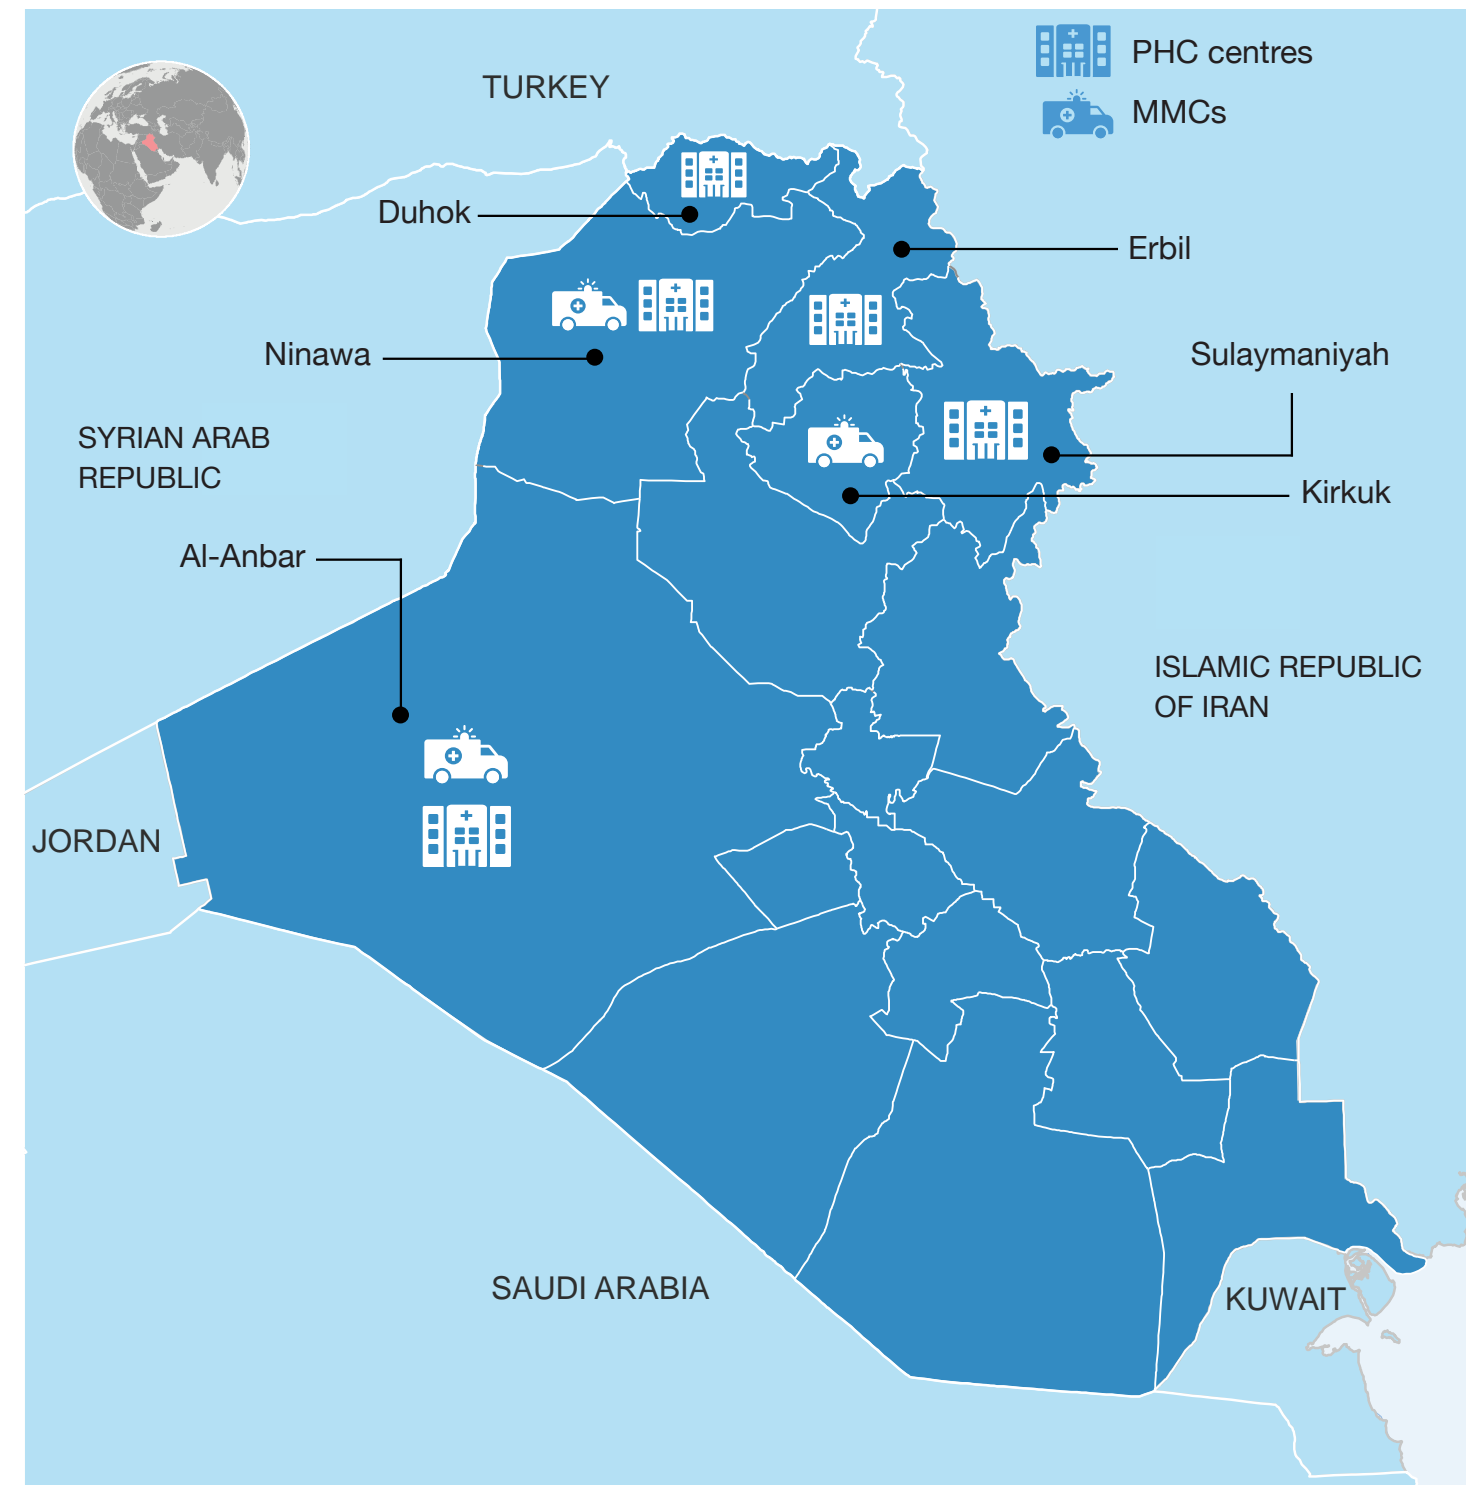 PHC centres
MMCs
TURKEY
Duhok
Erbil
Ninawa
Sulaymaniyah
SYRIAN ARAB
REPUBLIC
Kirkuk
Al-Anbar
ISLAMIC REPUBLIC
OF IRAN
JORDAN
SAUDI ARABIA
KUWAIT